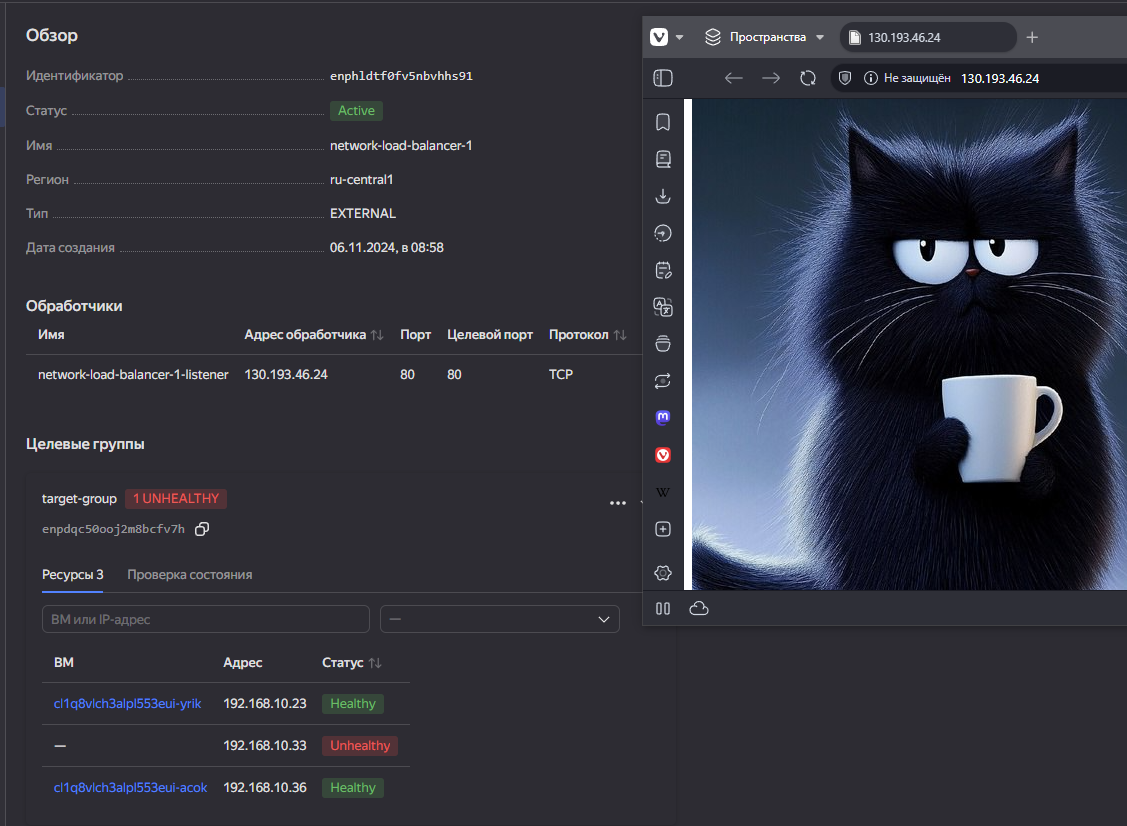 Обзор
Идентификатор enphldtf0fv5nbvhhs91
Статус Active
Имя network-load-balancer-1
Регион ru-central1
Тип EXTERNAL
Дата создания 06.11.2024, в 08:58
Обработчики
Имя Адрес обработчика Порт Целевой порт Протокол
network-load-balancer-1-listener 130.193.46.24 80 80 TCP
Целевые группы
target-group 1 UNHEALTHY
enpdqc50ooj2m8bcfv7h
Ресурсы 3 Проверка состояния
ВМ или IP-адрес —
ВМ Адрес Статус
cl1q8vlch3alpl553eui-yrik 192.168.10.23 Healthy
— 192.168.10.33 Unhealthy
cl1q8vlch3alpl553eui-acok 192.168.10.36 Healthy
Пространства 130.193.46.24
Не защищён 130.193.46.24